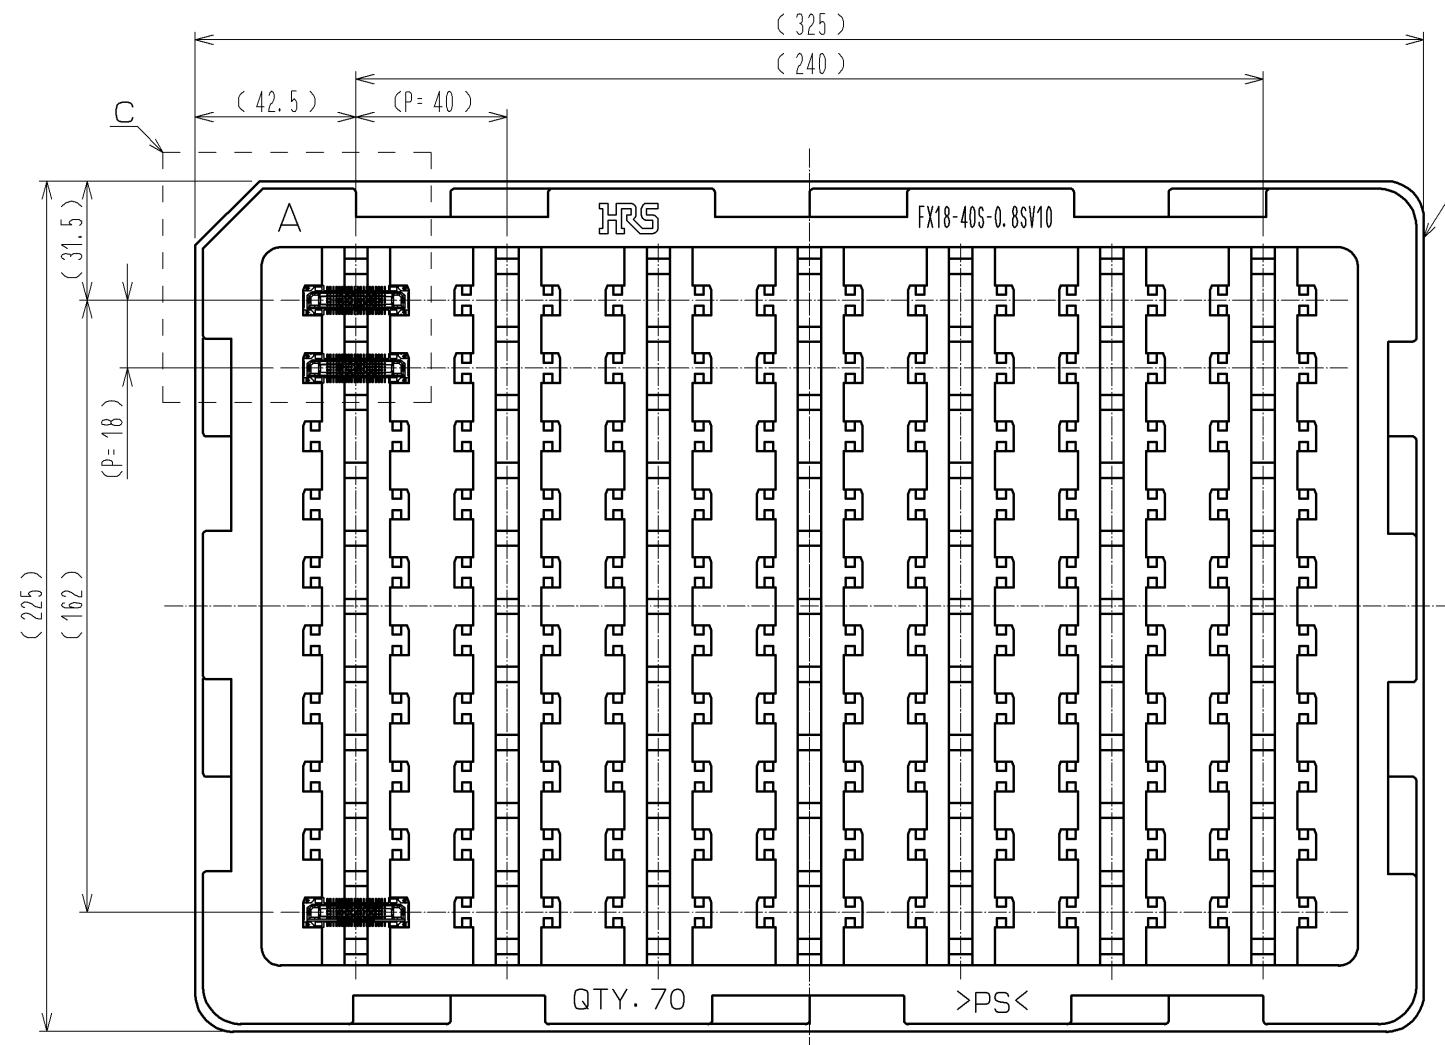 ( 325 )
( 240 )
( 42.5 )
(P= 40 )
C
A
HRS
FX18-40S-0.8SV10
( 31.5 )
(P= 18 )
( 225 )
( 162 )
QTY. 70
>PS<